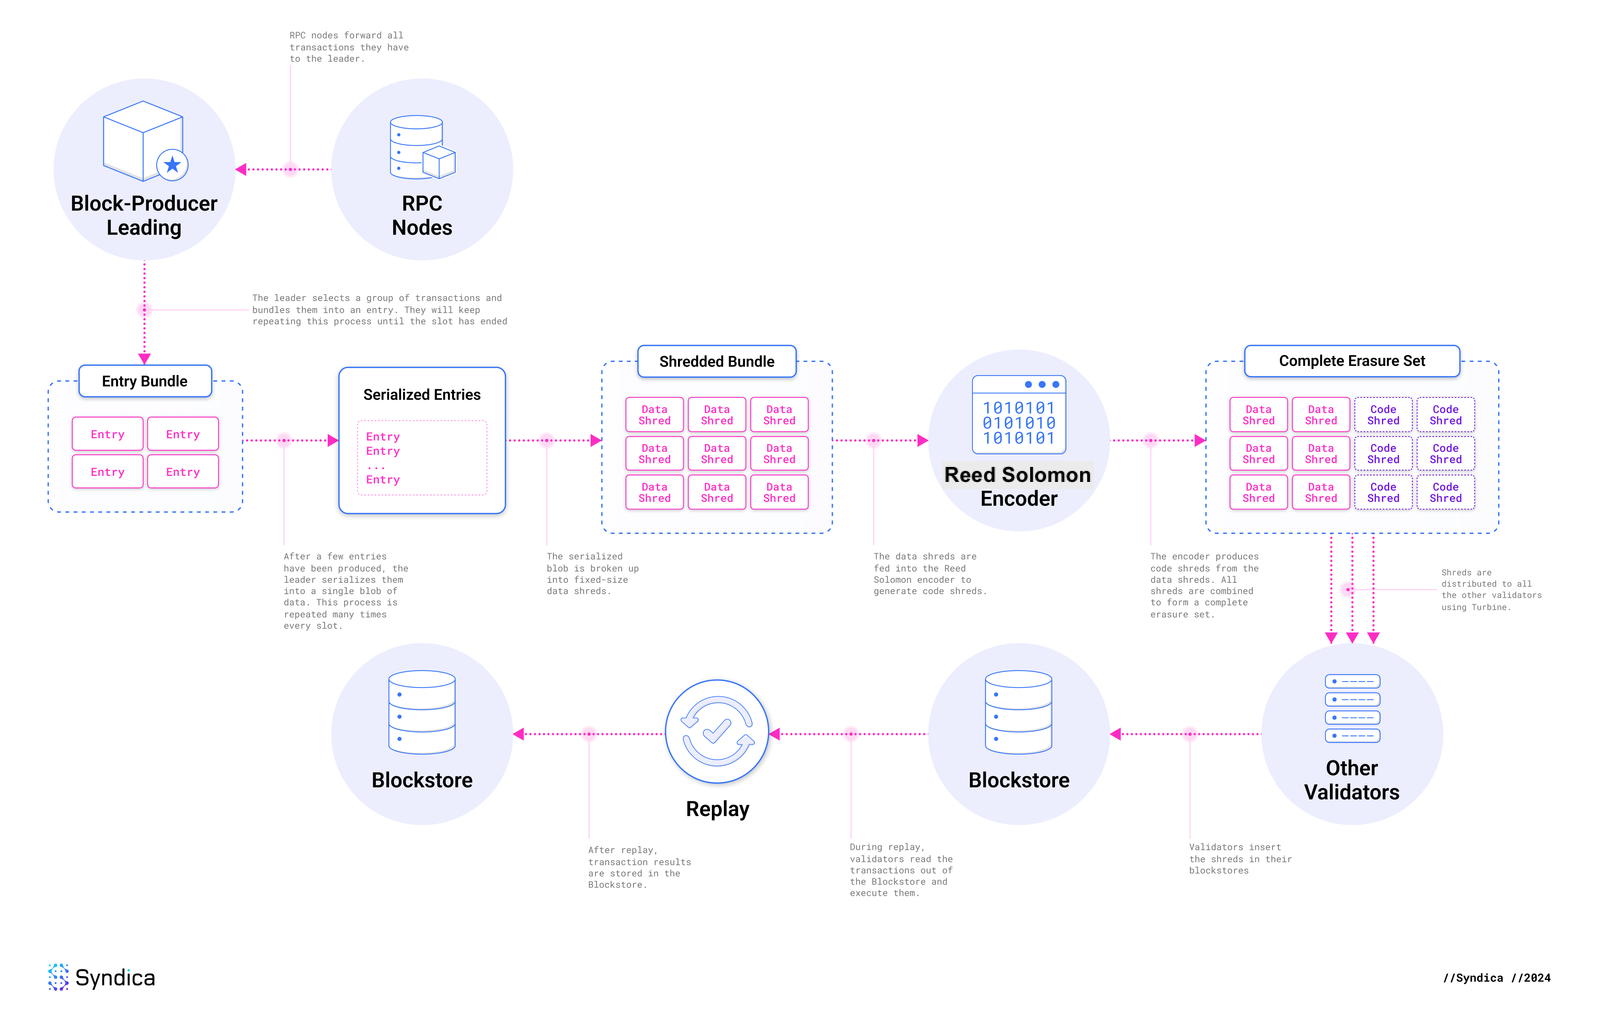 RPC nodes forward all
transactions they have
to the leader.
Block-Producer
Leading
RPC
Nodes
The leader selects a group of transactions and
bundles them into an entry. They will keep
repeating this process until the slot has ended
Entry Bundle
Entry Entry
Entry Entry
Serialized Entries
Entry
Entry
...
Entry
Shredded Bundle
Data Shred Data Shred Data Shred
Data Shred Data Shred Data Shred
Data Shred Data Shred Data Shred
1010101
0101010
1010101
Reed Solomon
Encoder
Complete Erasure Set
Data Shred Data Shred Code Shred Code Shred
Data Shred Data Shred Code Shred Code Shred
Data Shred Data Shred Code Shred Code Shred
After a few entries
have been produced, the
leader serializes them
into a single blob of
data. This process is
repeated many times
every slot.
The serialized
blob is broken up
into fixed-size
data shreds.
The data shreds are
fed into the Reed
Solomon encoder to
generate code shreds.
The encoder produces
code shreds from the
data shreds. All
shreds are combined
to form a complete
erasure set.
Shreds are
distributed to all
the other validators
using Turbine.
Blockstore
Replay
Blockstore
Other
Validators
After replay,
transaction results
are stored in the
Blockstore.
During replay,
validators read the
transactions out of
the Blockstore and
execute them.
Validators insert
the shreds in their
blockstores
Syndica
//Syndica //2024